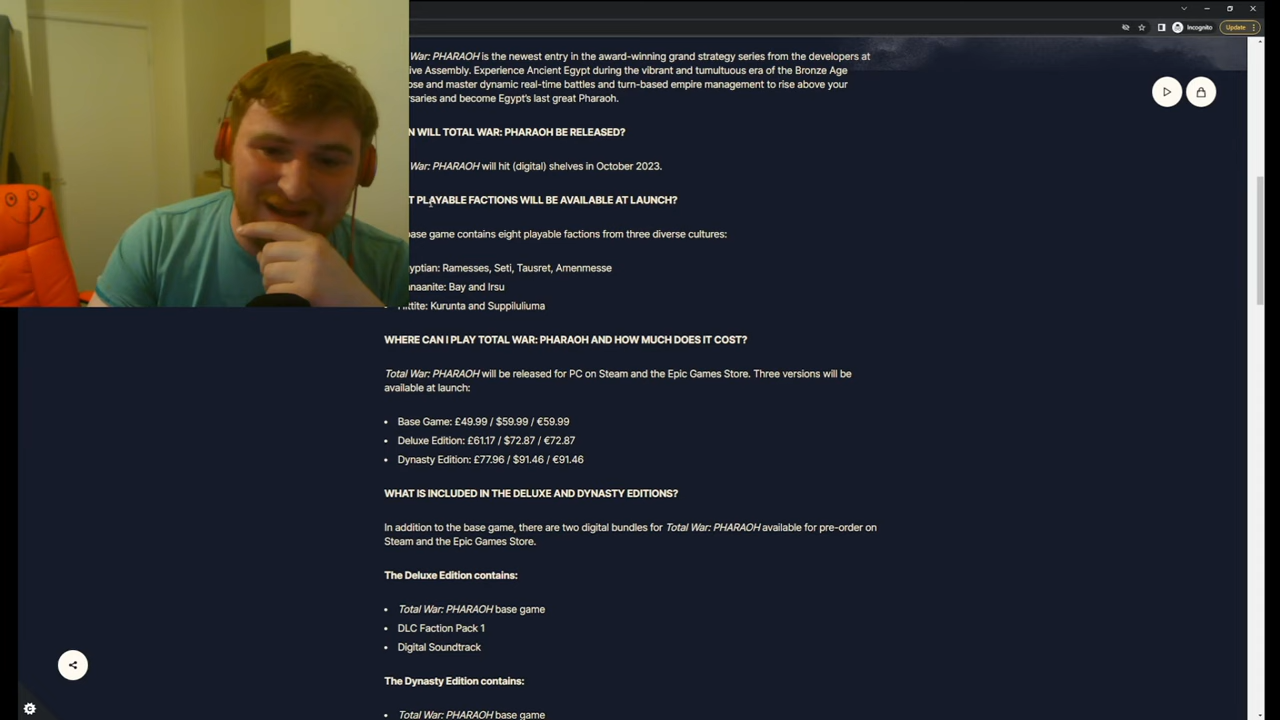 Incognito
Update
War: PHARAOH is the newest entry in the award-winning grand strategy series from the developers at
ive Assembly. Experience Ancient Egypt during the vibrant and tumultuous era of the Bronze Age
ose and master dynamic real-time battles and turn-based empire management to rise above your
rsaries and become Egypt's last great Pharaoh.
N WILL TOTAL WAR: PHARAOH BE RELEASED?
War: PHARAOH will hit (digital) shelves in October 2023.
T PLAYABLE FACTIONS WILL BE AVAILABLE AT LAUNCH?
base game contains eight playable factions from three diverse cultures:
yptian: Ramesses, Seti, Tausret, Amenmesse
naanite: Bay and Irsu
• Hittite: Kurunta and Suppiluliuma
WHERE CAN I PLAY TOTAL WAR: PHARAOH AND HOW MUCH DOES IT COST?
Total War: PHARAOH will be released for PC on Steam and the Epic Games Store. Three versions will be
available at launch:
• Base Game: £49.99 / $59.99 / €59.99
• Deluxe Edition: £61.17 / $72.87 / €72.87
• Dynasty Edition: £77.96 / $91.46 / €91.46
WHAT IS INCLUDED IN THE DELUXE AND DYNASTY EDITIONS?
In addition to the base game, there are two digital bundles for Total War: PHARAOH available for pre-order on
Steam and the Epic Games Store.
The Deluxe Edition contains:
• Total War: PHARAOH base game
• DLC Faction Pack 1
• Digital Soundtrack
The Dynasty Edition contains:
• Total War: PHARAOH base game